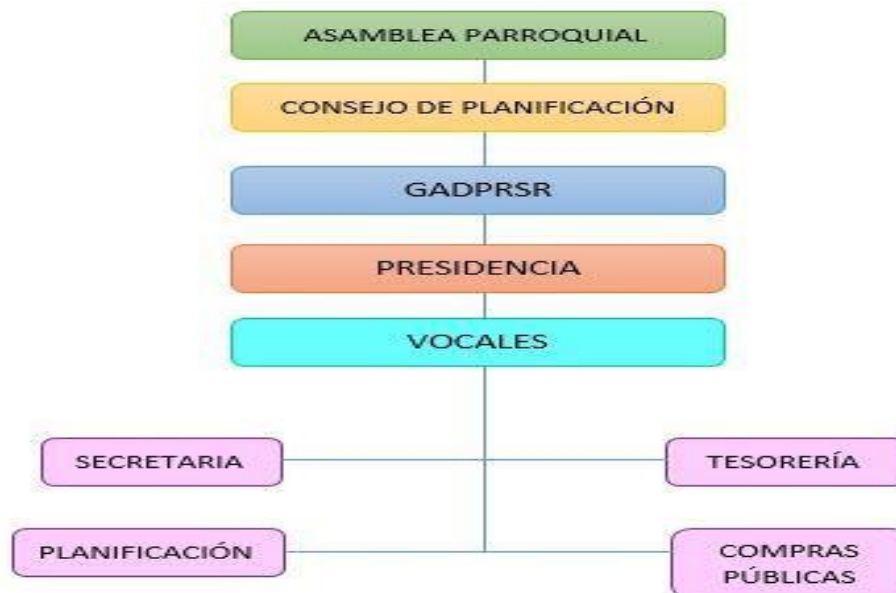 ASAMBLEA PARROQUIAL
CONSEJO DE PLANIFICACIÓN
GADPRSR
PRESIDENCIA
VOCALES
SECRETARIA
TESORERÍA
PLANIFICACIÓN
COMPRAS
PÚBLICAS